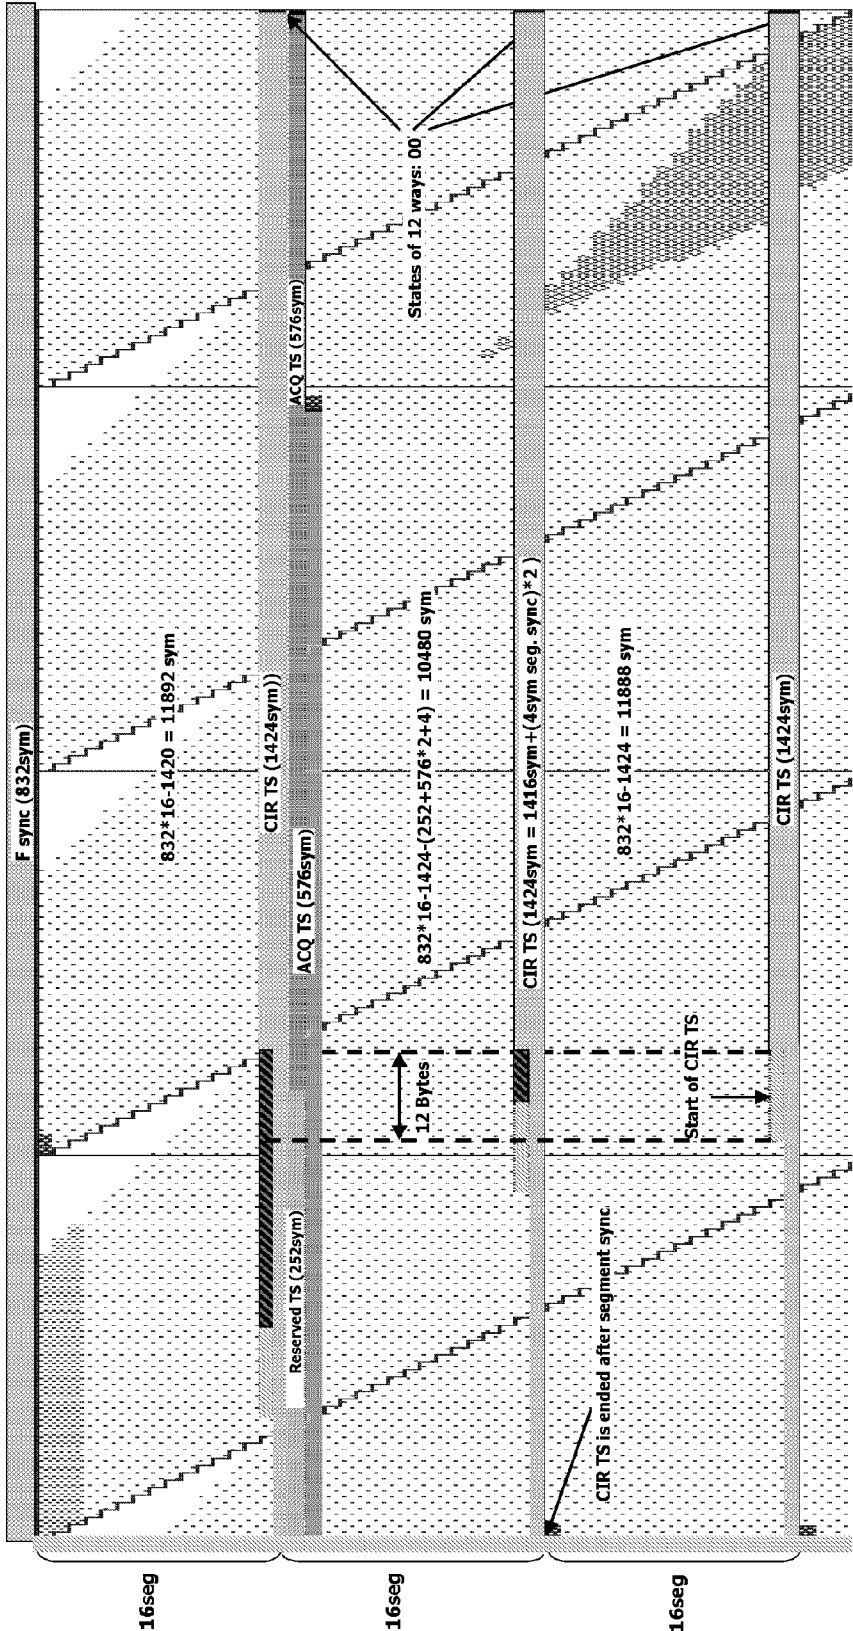 F sync (832sym)
16seg
832*16-1420 = 11892 sym
CIR TS (1424sym))
ACQ TS (576sym)
Reserved TS (252sym)
ACQ TS (576sym)
16seg
12 Bytes
832*16-1424-(252+576*2+4) = 10480 sym
States of 12 ways: 00
CIR TS (1424sym = 1416sym+(4sym seg. sync)*2 )
CIR TS is ended after segment sync
16seg
832*16-1424 = 11888 sym
Start of CIR TS
CIR TS (1424sym)